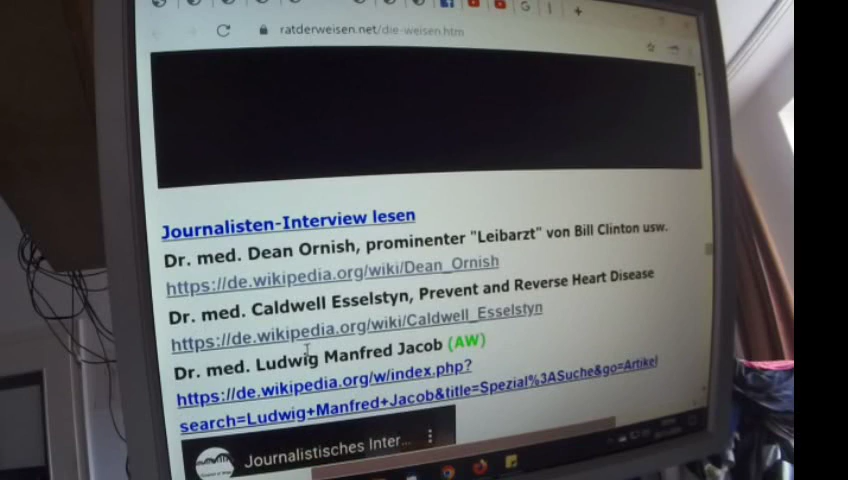 ratderweisen.net/die-weisen.htm
Journalisten-Interview lesen
Dr. med. Dean Ornish, prominenter "Leibarzt" von Bill Clinton usw.
https://de.wikipedia.org/wiki/Dean_Ornish
Dr. med. Caldwell Esselstyn, Prevent and Reverse Heart Disease
https://de.wikipedia.org/wiki/Caldwell_Esselstyn
Dr. med. Ludwig Manfred Jacob (AW)
https://de.wikipedia.org/w/index.php?
search=Ludwig+Manfred+Jacob&title=Spezial%3ASuche&go=Artikel
Journalistisches Inter...